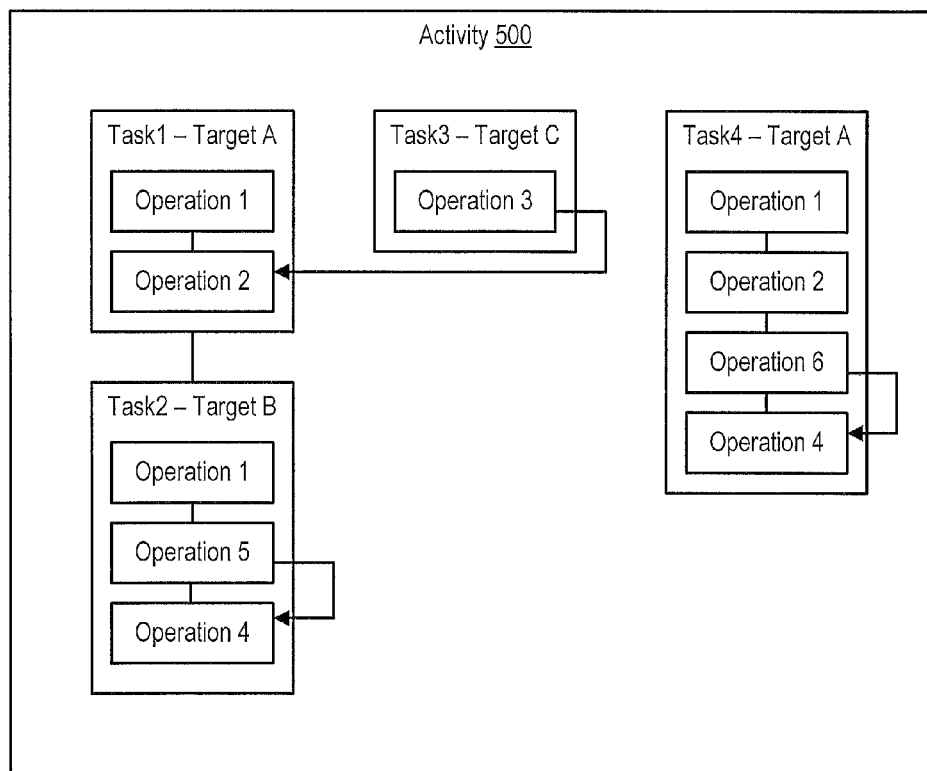 Activity 500
Task1 – Target A
Operation 1
Operation 2
Task3 – Target C
Operation 3
Task4 – Target A
Operation 1
Operation 2
Operation 6
Operation 4
Task2 – Target B
Operation 1
Operation 5
Operation 4